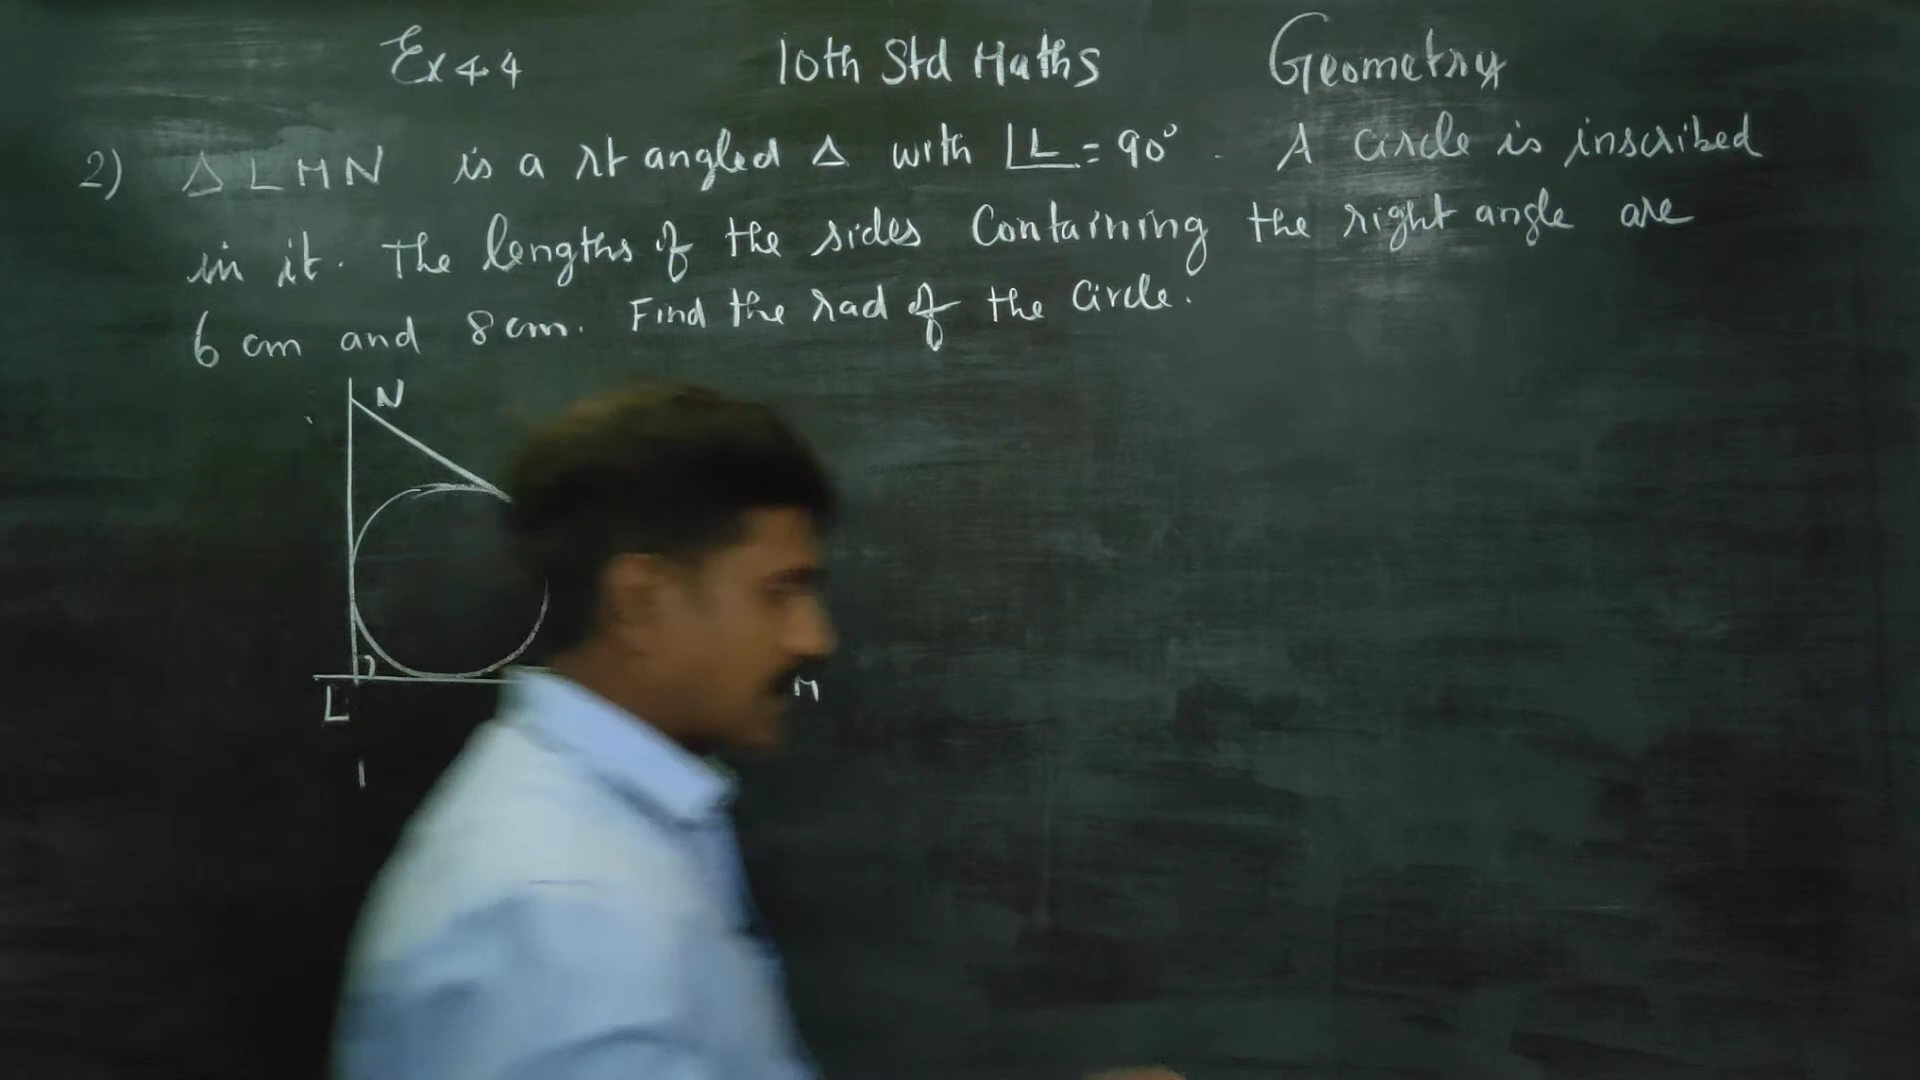 Ex 4.4 10th Std Maths Geometry
2) △LMN is a rt angled △ with ∠L = 90°. A circle is inscribed
in it. The lengths of the sides Containing the right angle are
6 cm and 8 cm. Find the rad of the Circle.
N
L
M